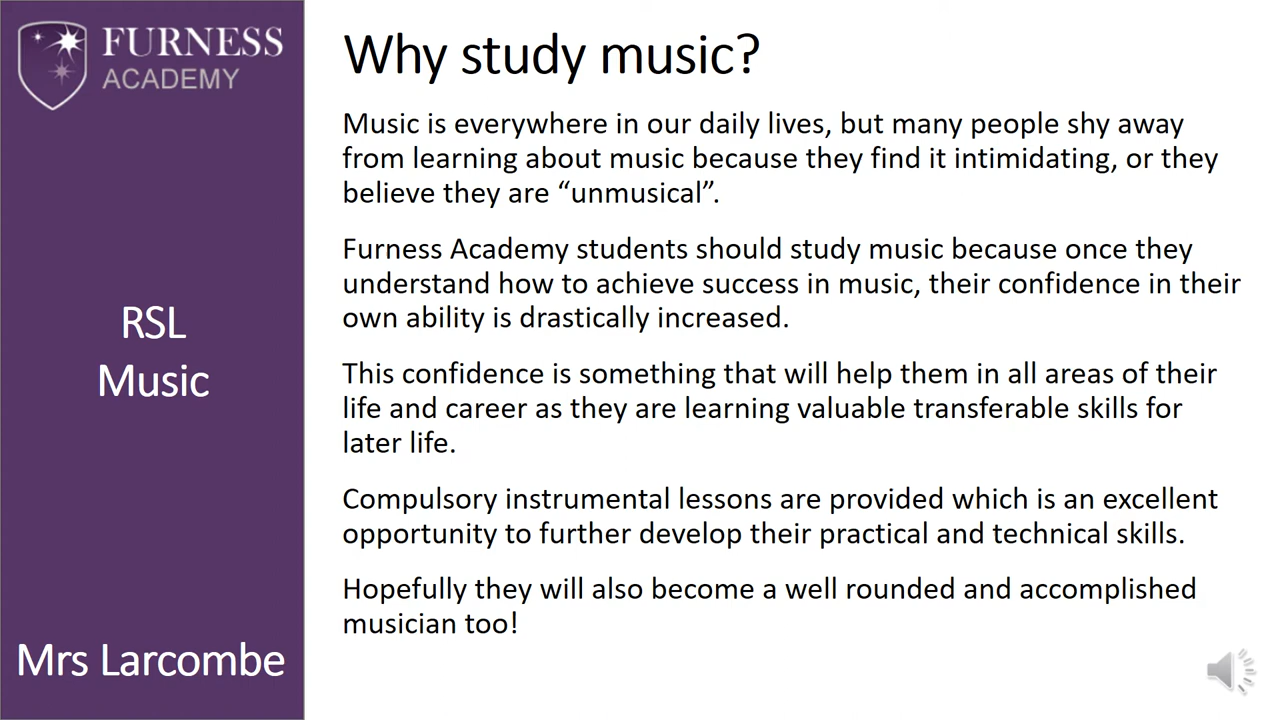 FURNESS
ACADEMY
RSL
Music
Mrs Larcombe
Why study music?
Music is everywhere in our daily lives, but many people shy away
from learning about music because they find it intimidating, or they
believe they are “unmusical”.
Furness Academy students should study music because once they
understand how to achieve success in music, their confidence in their
own ability is drastically increased.
This confidence is something that will help them in all areas of their
life and career as they are learning valuable transferable skills for
later life.
Compulsory instrumental lessons are provided which is an excellent
opportunity to further develop their practical and technical skills.
Hopefully they will also become a well rounded and accomplished
musician too!